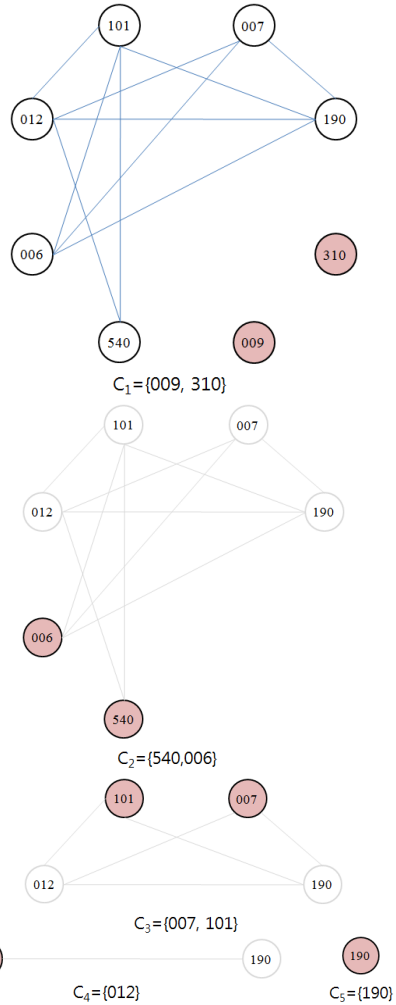 101 007
012 190
006 310
540 009
C₁={009, 310}
101 007
012 190
006
540
C₂={540,006}
101 007
012 190
C₃={007, 101}
190 190
C₄={012} C₅={190}